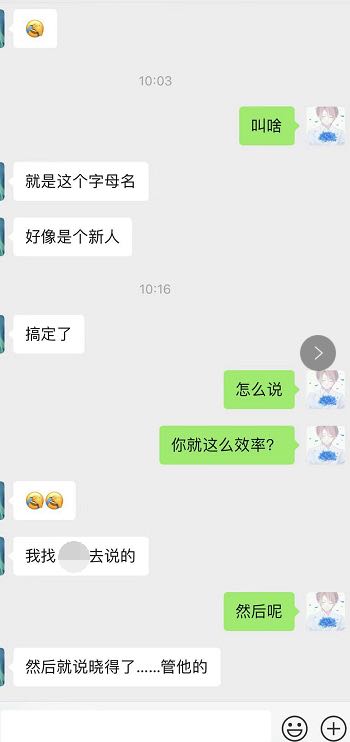 10:03
叫啥
就是这个字母名
好像是个新人
10:16
搞定了
怎么说
你就这么效率？
我找 去说的
然后呢
然后就说晓得了……管他的